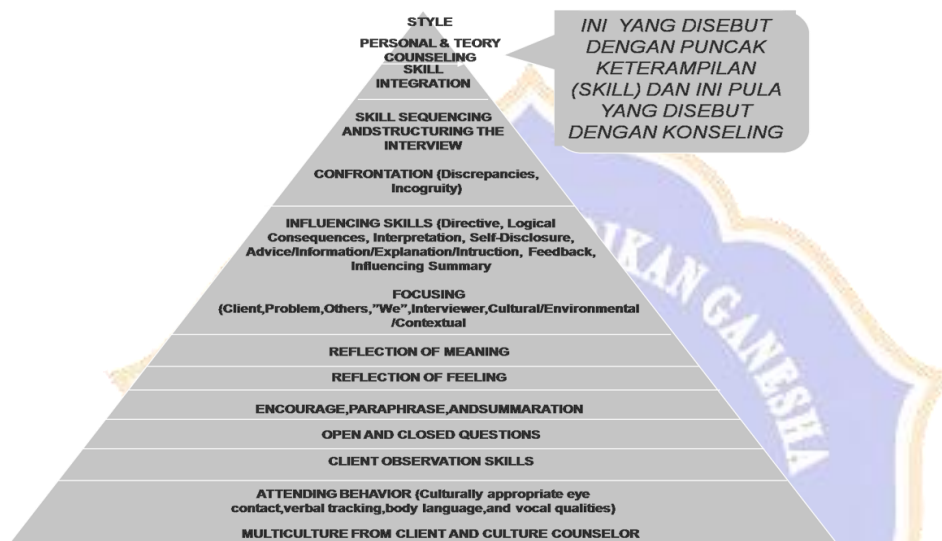 STYLE
PERSONAL & TEORY
COUNSELING
SKILL
INTEGRATION
SKILL SEQUENCING
ANDSTRUCTURING THE
INTERVIEW
CONFRONTATION (Discrepancies,
Incogruity)
INFLUENCING SKILLS (Directive, Logical
Consequences, Interpretation, Self-Disclosure,
Advice/Information/Explanation/Intruction, Feedback,
Influencing Summary
FOCUSING
(Client,Problem,Others,"We",Interviewer,Cultural/Environmental
/Contextual
REFLECTION OF MEANING
REFLECTION OF FEELING
ENCOURAGE,PARAPHRASE,ANDSUMMARATION
OPEN AND CLOSED QUESTIONS
CLIENT OBSERVATION SKILLS
ATTENDING BEHAVIOR (Culturally appropriate eye
contact,verbal tracking,body language,and vocal qualities)
MULTICULTURE FROM CLIENT AND CULTURE COUNSELOR
INI YANG DISEBUT
DENGAN PUNCAK
KETERAMPILAN
(SKILL) DAN INI PULA
YANG DISEBUT
DENGAN KONSELING
IKAN GANESHA